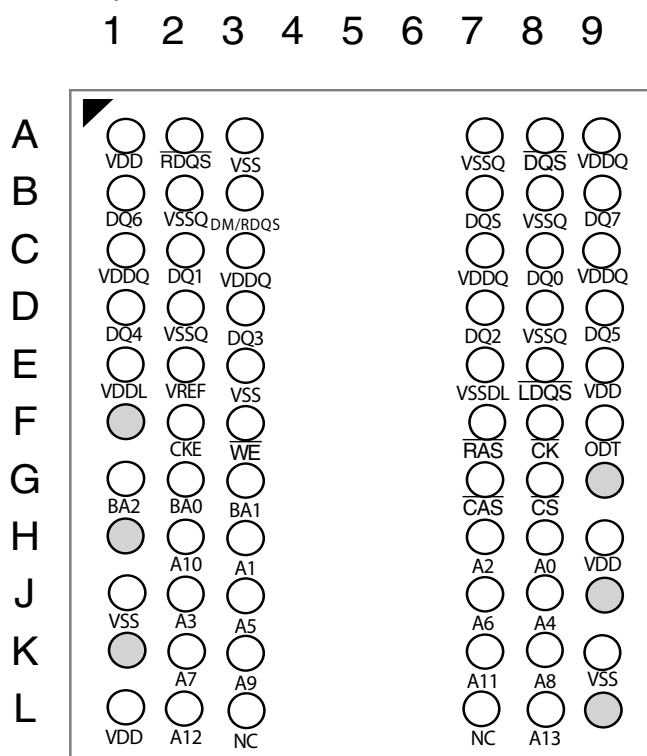 1 2 3 4 5 6 7 8 9
A
VDD RDQS VSS VSSQ DQS VDDQ
B
DQ6 VSSQ DM/RDQS DQS VSSQ DQ7
C
VDDQ DQ1 VDDQ VDDQ DQ0 VDDQ
D
DQ4 VSSQ DQ3 DQ2 VSSQ DQ5
E
VDDL VREF VSS VSSDL LDQS VDD
F
CKE WE RAS CK ODT
G
BA2 BA0 BA1 CAS CS
H
A10 A1 A2 A0 VDD
J
VSS A3 A5 A6 A4
K
A7 A9 A11 A8 VSS
L
VDD A12 NC NC A13